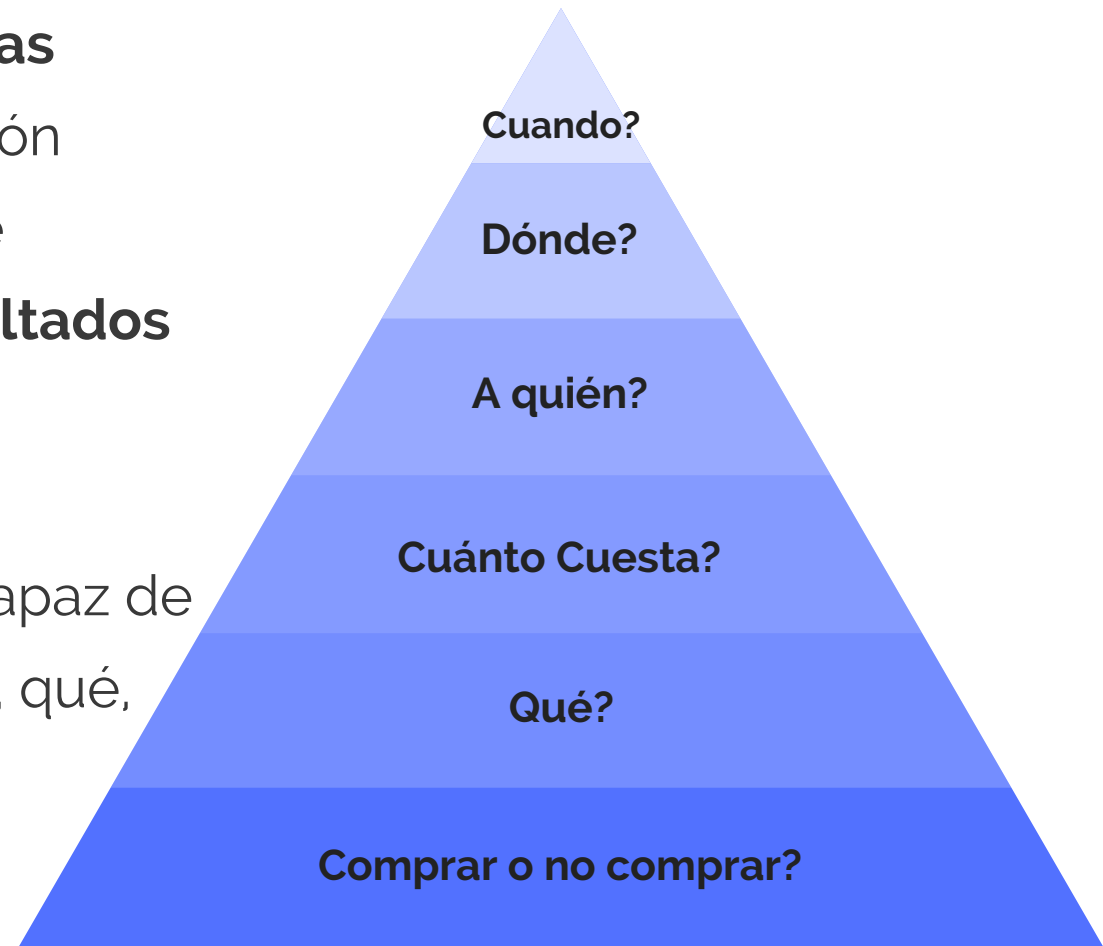 as
ón
e
ltados
apaz de
, qué,
Cuando?
Dónde?
A quién?
Cuánto Cuesta?
Qué?
Comprar o no comprar?